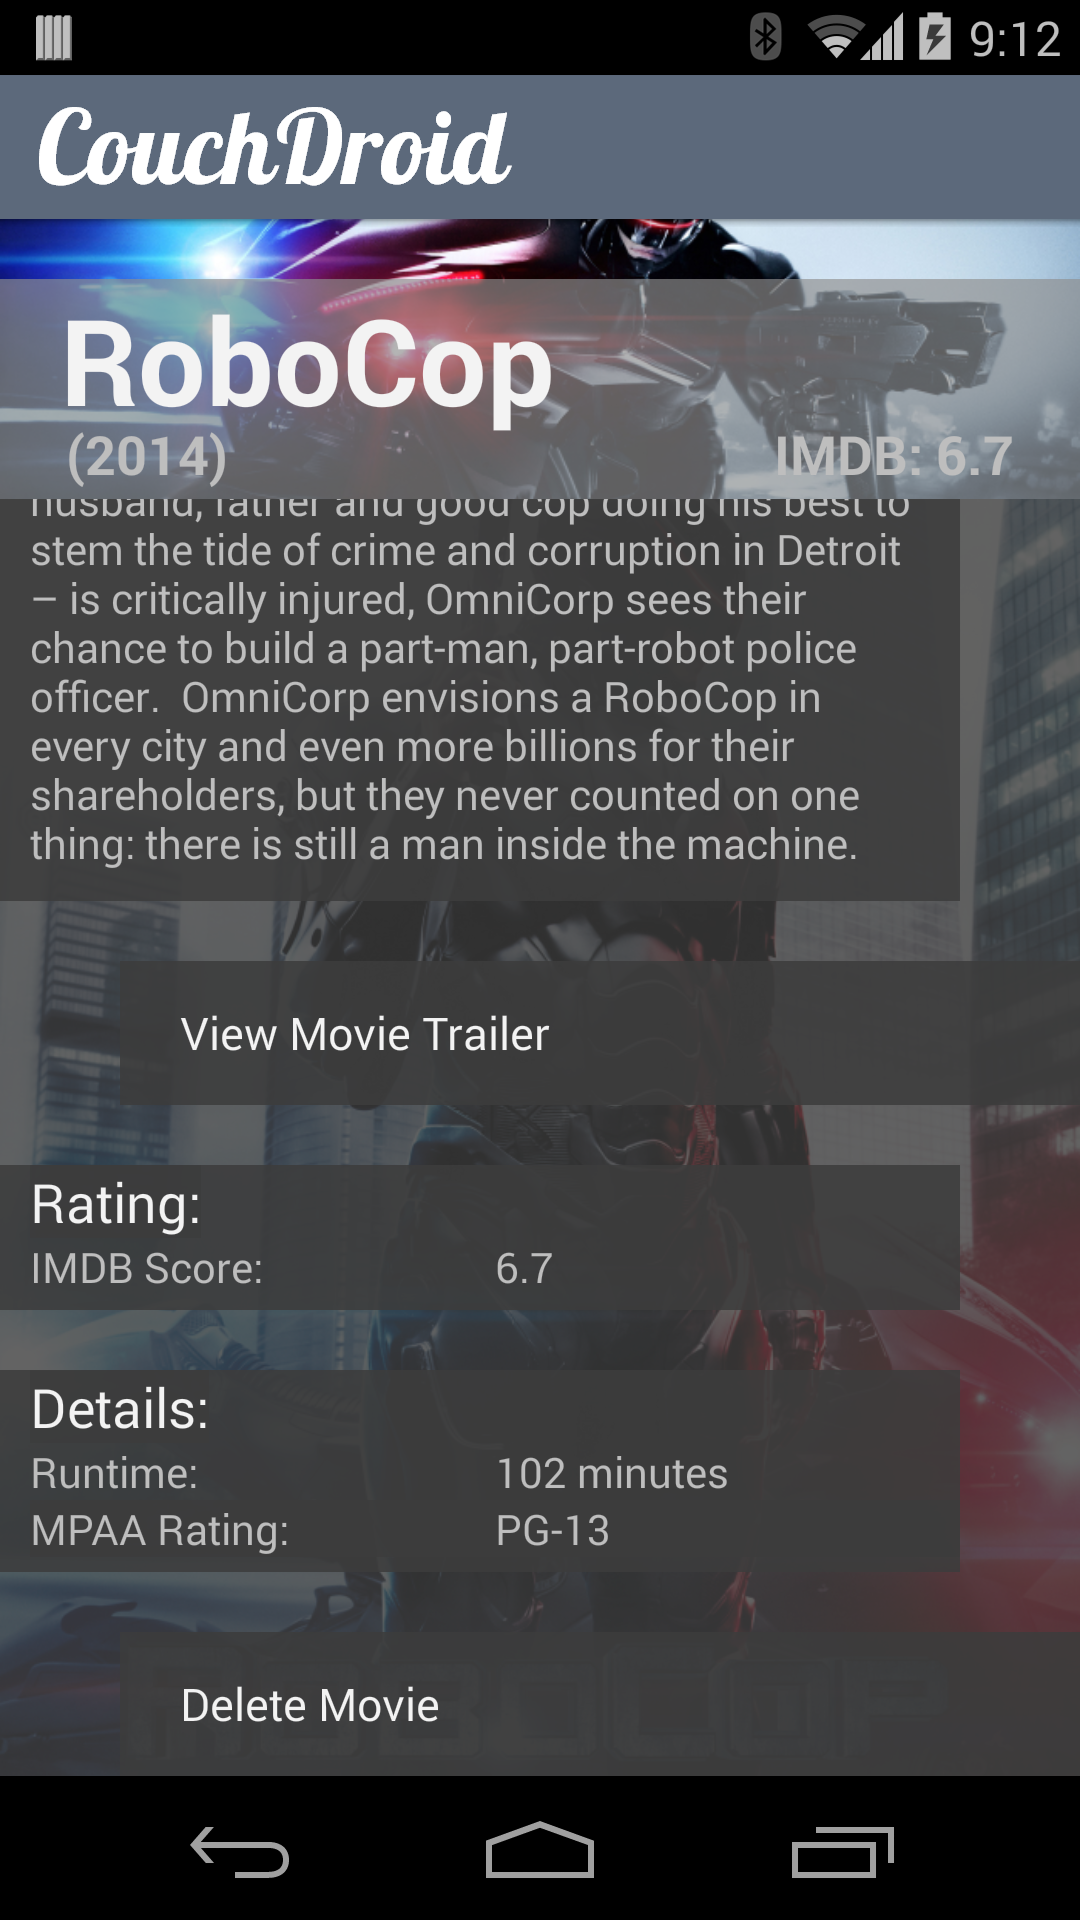 9:12
CouchDroid
RoboCop
(2014)
IMDB: 6.7
husband, father and good cop doing his best to
stem the tide of crime and corruption in Detroit
– is critically injured, OmniCorp sees their
chance to build a part-man, part-robot police
officer.  OmniCorp envisions a RoboCop in
every city and even more billions for their
shareholders, but they never counted on one
thing: there is still a man inside the machine.
View Movie Trailer
Rating:
IMDB Score: 6.7
Details:
Runtime: 102 minutes
MPAA Rating: PG-13
ROBOCOP
Delete Movie